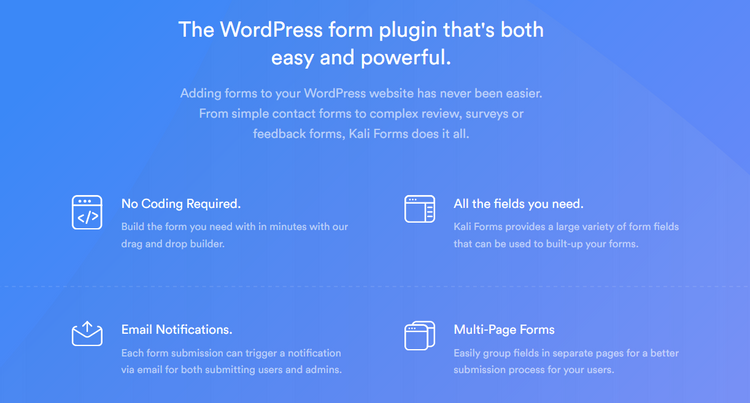 The WordPress form plugin that's both
easy and powerful.
Adding forms to your WordPress website has never been easier.
From simple contact forms to complex review, surveys or
feedback forms, Kali Forms does it all.
</>
No Coding Required.
Build the form you need with in minutes with our
drag and drop builder.
All the fields you need.
Kali Forms provides a large variety of form fields
that can be used to built-up your forms.
Email Notifications.
Each form submission can trigger a notification
via email for both submitting users and admins.
Multi-Page Forms
Easily group fields in separate pages for a better
submission process for your users.